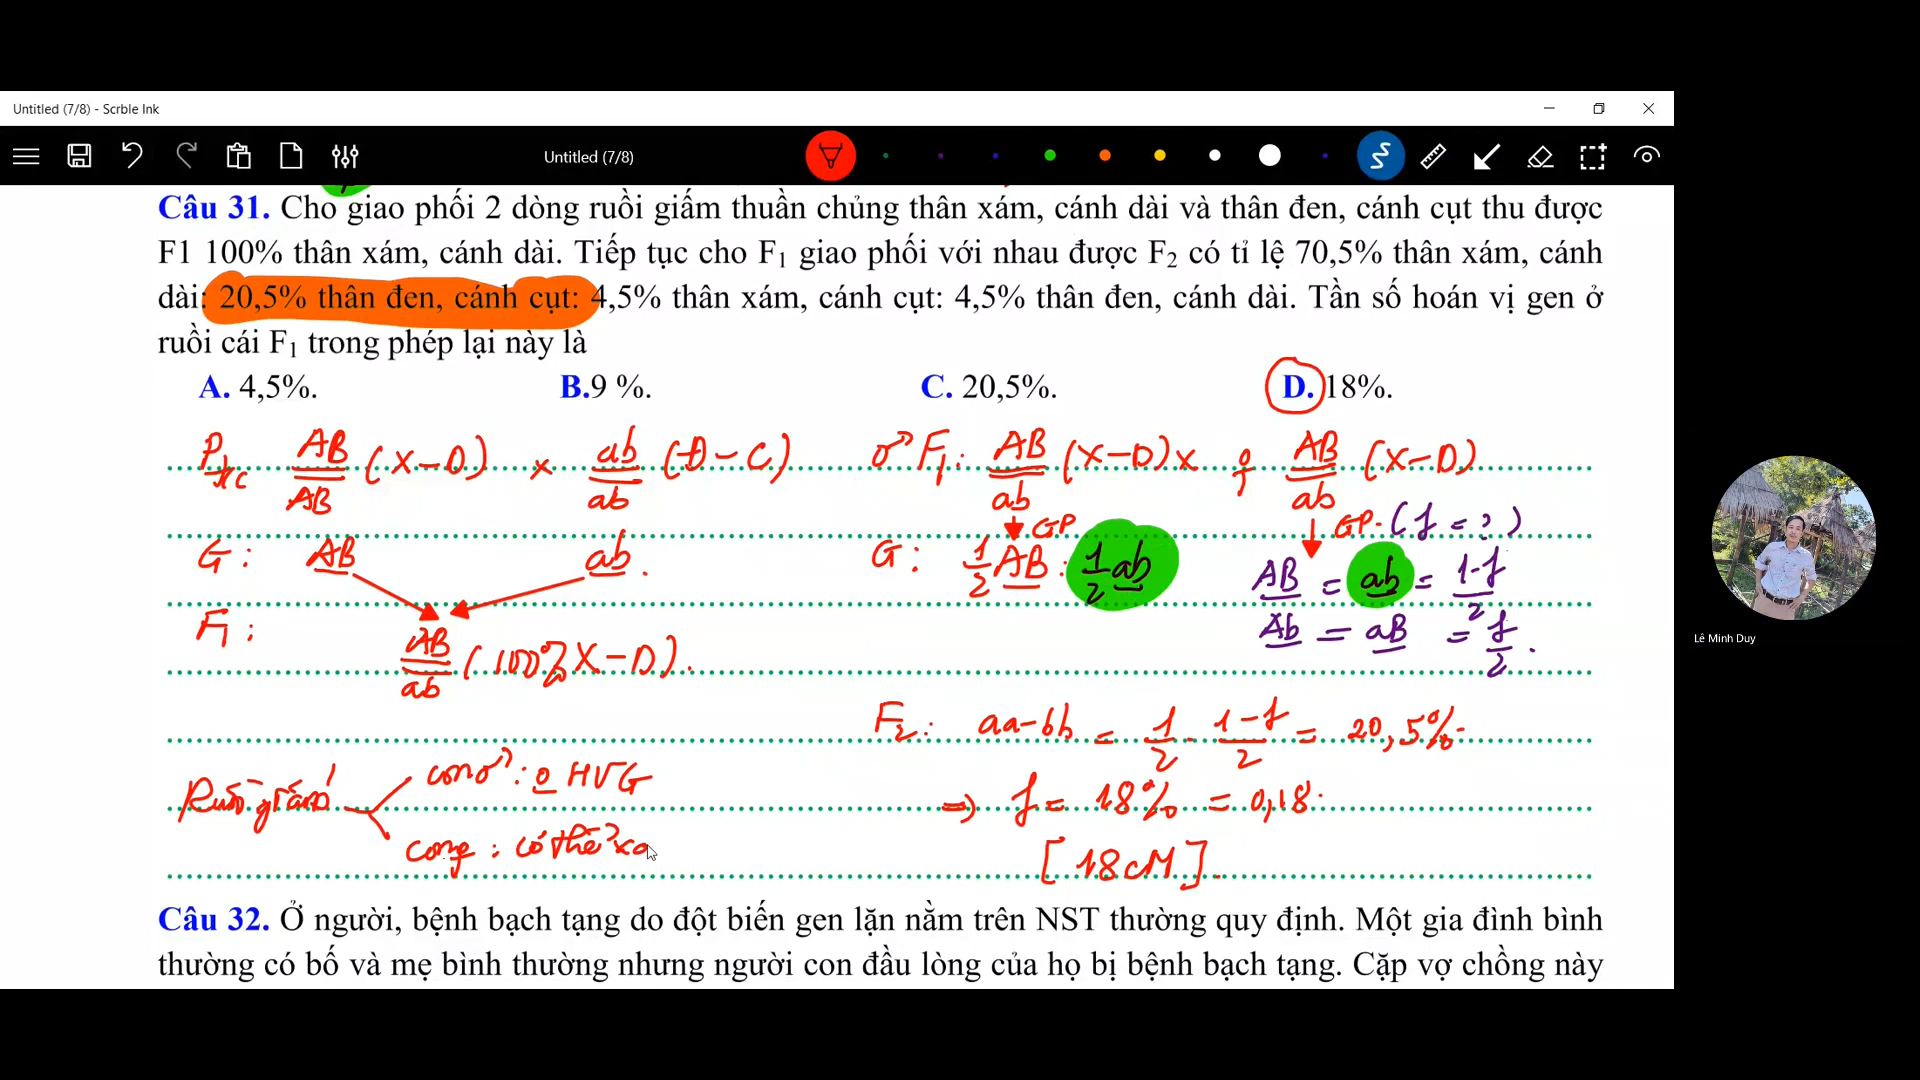 Untitled (7/8) - Scrble Ink
Untitled (7/8)
Câu 31. Cho giao phối 2 dòng ruồi giấm thuần chủng thân xám, cánh dài và thân đen, cánh cụt thu được
F1 100% thân xám, cánh dài. Tiếp tục cho F₁ giao phối với nhau được F₂ có tỉ lệ 70,5% thân xám, cánh
dài: 20,5% thân đen, cánh cụt: 4,5% thân xám, cánh cụt: 4,5% thân đen, cánh dài. Tần số hoán vị gen ở
ruồi cái F₁ trong phép lại này là
A. 4,5%. B.9 %. C. 20,5%. D. 18%.
P t/c AB/AB (X-D) x ab/ab (Đ-C)
G: AB ab.
F₁: AB/ab (100% X-D).
Ruồi giấm
con ♂: 0 HVG
con ♀: có thể
♂ F₁: AB/ab (X-D) x ♀ AB/ab (X-D)
GP GP. (f = ?)
G: 1/2 AB : 1/2 ab
AB = ab = 1-f/2
Ab = aB = f/2.
F₂: aa-bb = 1/2 . 1-f/2 = 20,5%.
=> f = 18% = 0,18.
[18cM].
Lê Minh Duy
Câu 32. Ở người, bệnh bạch tạng do đột biến gen lặn nằm trên NST thường quy định. Một gia đình bình
thường có bố và mẹ bình thường nhưng người con đầu lòng của họ bị bệnh bạch tạng. Cặp vợ chồng này